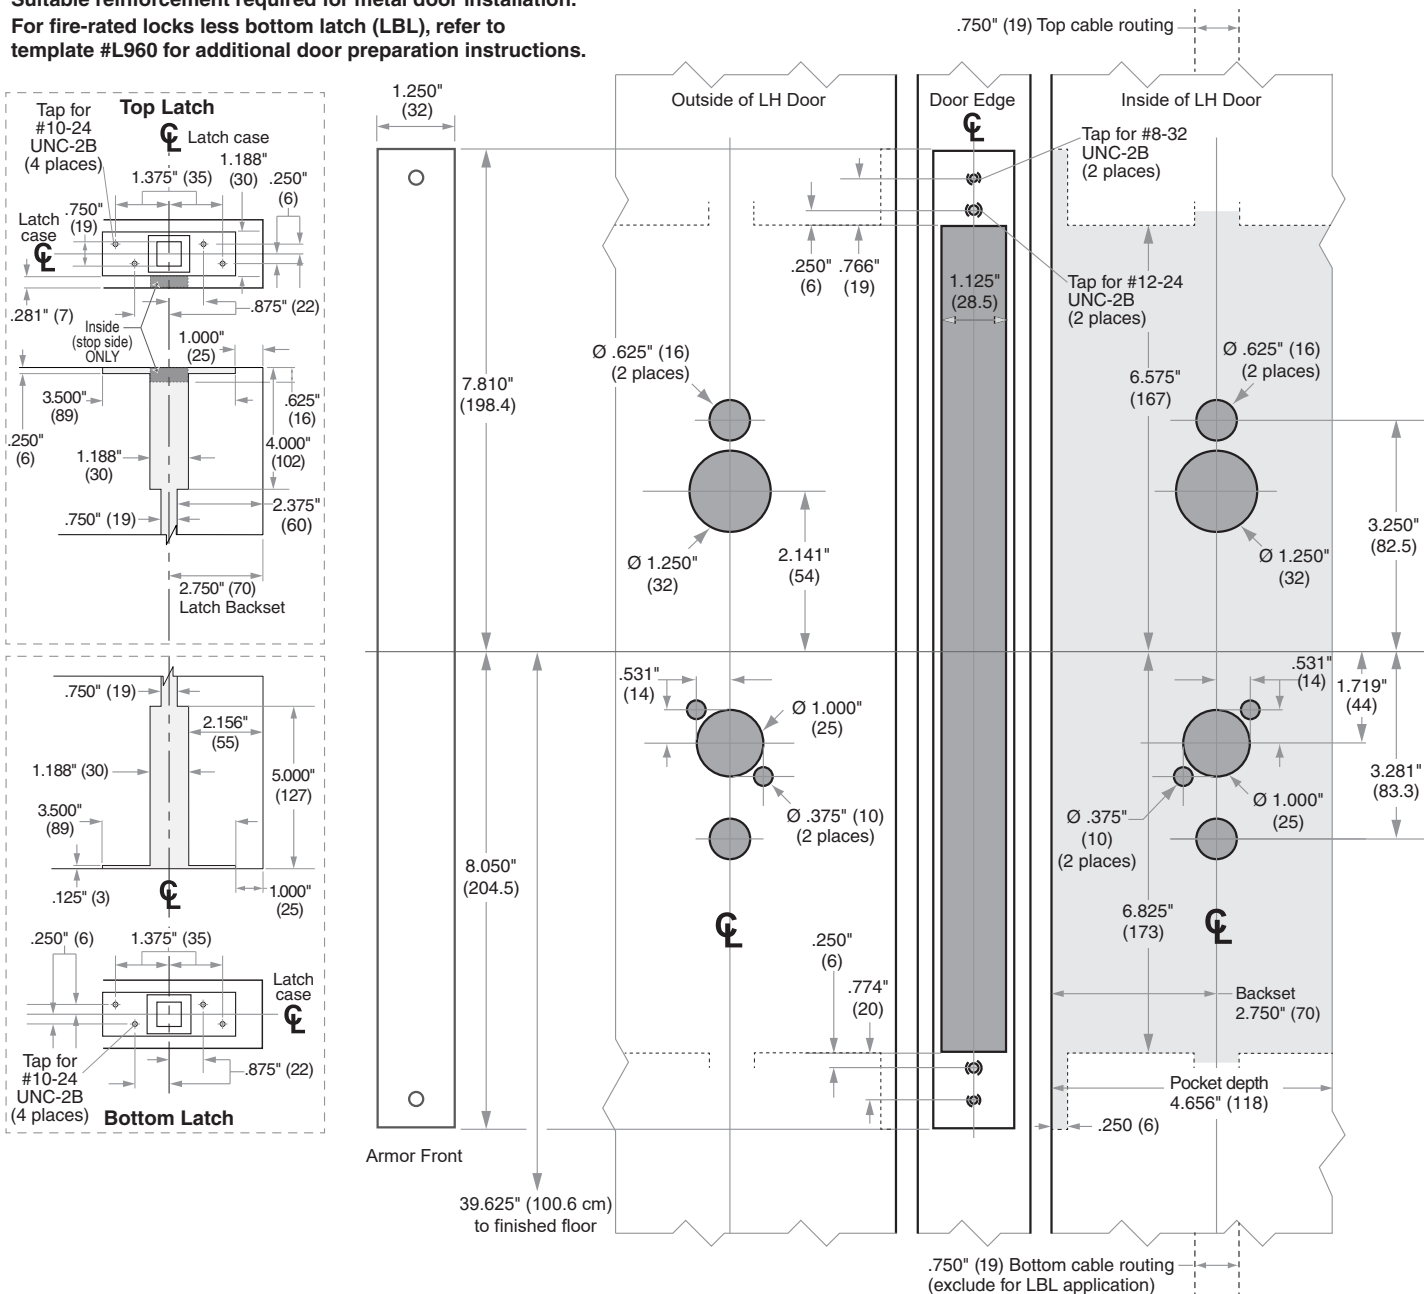 Suitable reinforcement required for metal door installation.
For fire-rated locks less bottom latch (LBL), refer to
template #L960 for additional door preparation instructions.
.750" (19) Top cable routing
Top Latch
Tap for
#10-24
UNC-2B
(4 places)
CL
Latch case
1.375" (35)
1.188"
(30)
.250"
(6)
.750"
(19)
Latch
case
CL
.281" (7)
.875" (22)
Inside
(stop side)
ONLY
1.000"
(25)
3.500"
(89)
.625"
(16)
.250"
(6)
1.188"
(30)
4.000"
(102)
.750" (19)
2.375"
(60)
2.750" (70)
Latch Backset
.750" (19)
2.156"
(55)
1.188" (30)
5.000"
(127)
3.500"
(89)
.125" (3)
CL
1.000"
(25)
.250" (6)
1.375" (35)
Latch
case
CL
Tap for
#10-24
UNC-2B
(4 places)
.875" (22)
Bottom Latch
1.250"
(32)
7.810"
(198.4)
8.050"
(204.5)
Armor Front
39.625" (100.6 cm)
to finished floor
Outside of LH Door
.250"
(6)
.766"
(19)
Ø .625" (16)
(2 places)
Ø 1.250"
(32)
2.141"
(54)
.531"
(14)
Ø 1.000"
(25)
Ø .375" (10)
(2 places)
CL
.250"
(6)
.774"
(20)
Door Edge
CL
1.125"
(28.5)
Inside of LH Door
Tap for #8-32
UNC-2B
(2 places)
Tap for #12-24
UNC-2B
(2 places)
6.575"
(167)
Ø .625" (16)
(2 places)
3.250"
(82.5)
Ø 1.250"
(32)
.531"
(14)
1.719"
(44)
3.281"
(83.3)
Ø 1.000"
(25)
Ø .375"
(10)
(2 places)
6.825"
(173)
CL
Backset
2.750" (70)
Pocket depth
4.656" (118)
.250 (6)
.750" (19) Bottom cable routing
(exclude for LBL application)